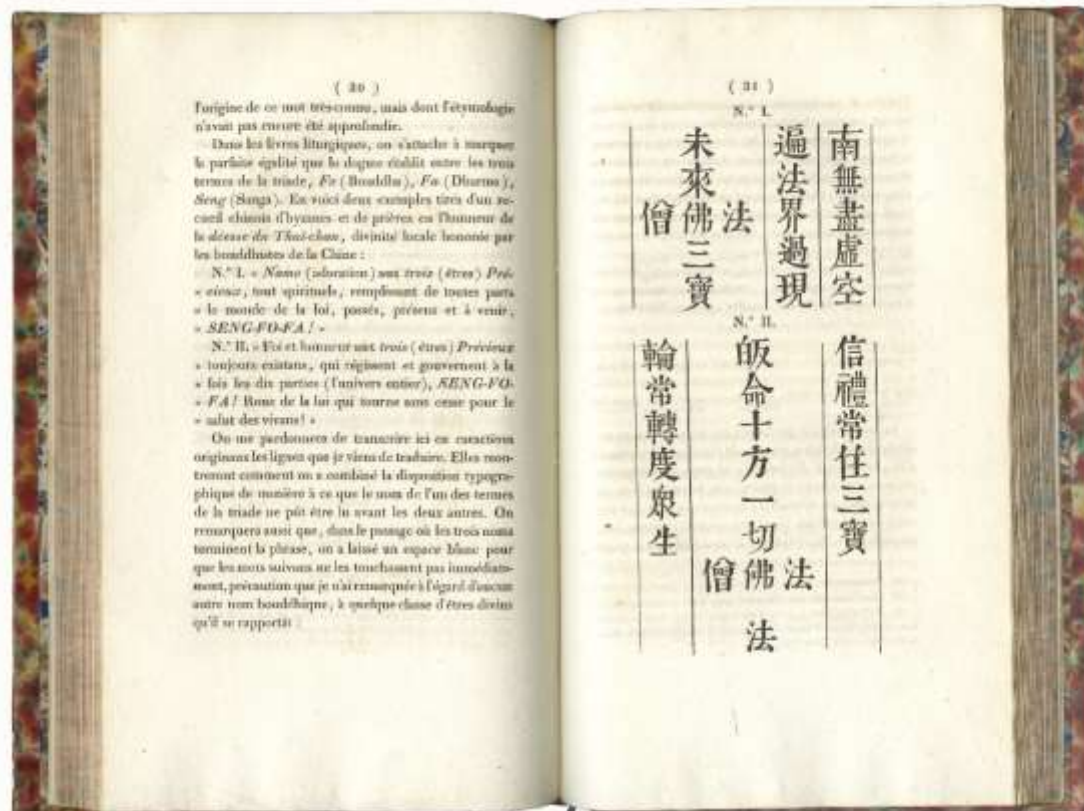 ( 30 )
l'origine de ce mot très-connu, mais dont l'étymologie
n'avait pas encore été approfondie.
Dans les livres liturgiques, on s'attache à marquer
la parfaite égalité que le dogme établit entre les trois
termes de la triade, Fo (Bouddha), Fa (Dharma),
Seng (Sanga). En voici deux exemples tirés d'un re-
cueil chinois d'hymnes et de prières en l'honneur de
la déesse du Thai-chan, divinité locale honorée par
les bouddhistes de la Chine :
N.° I. « Namo (adoration) aux trois (êtres) Pré-
« cieux, tout spirituels, remplissant de toutes parts
« le monde de la loi, passés, présens et à venir,
« SENG-FO-FA ! »
N.° II. « Foi et honneur aux trois (êtres) Précieux
« toujours existans, qui régissent et gouvernent à la
« fois les dix parties (l'univers entier), SENG-FO-
« FA ! Roue de la loi qui tourne sans cesse pour le
« salut des vivans ! »
On me pardonnera de transcrire ici en caractères
originaux les lignes que je viens de traduire. Elles mon-
treront comment on a combiné la disposition typogra-
phique de manière à ce que le nom de l'un des termes
de la triade ne pût être lu avant les deux autres. On
remarquera aussi que, dans le passage où les trois noms
terminent la phrase, on a laissé un espace blanc pour
que les mots suivans ne les touchassent pas immédiate-
ment, précaution que je n'ai remarquée à l'égard d'aucun
autre nom bouddhique, à quelque classe d'êtres divins
qu'il se rapportât :
( 31 )
N.° I.
南無盡虛空
遍法界過現
未來僧佛法三寶
N.° II.
信禮常住三寶
皈命十方一切僧佛法 法
輪常轉度衆生